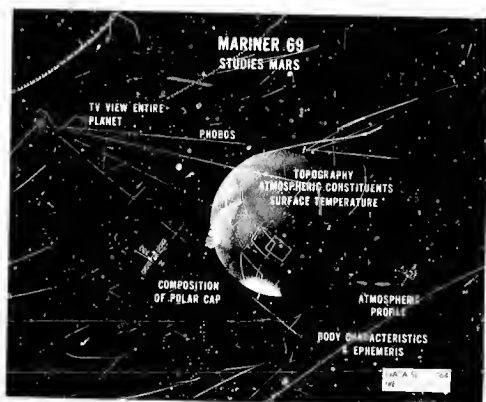 MARINER 69
STUDIES MARS
TV VIEW ENTIRE
PLANET
PHOBOS
TOPOGRAPHY
ATMOSPHERIC CONSTITUENTS
SURFACE TEMPERATURE
COMPOSITION
OF POLAR CAP
ATMOSPHERIC
PROFILE
BODY CHARACTERISTICS
& EPHEMERIS